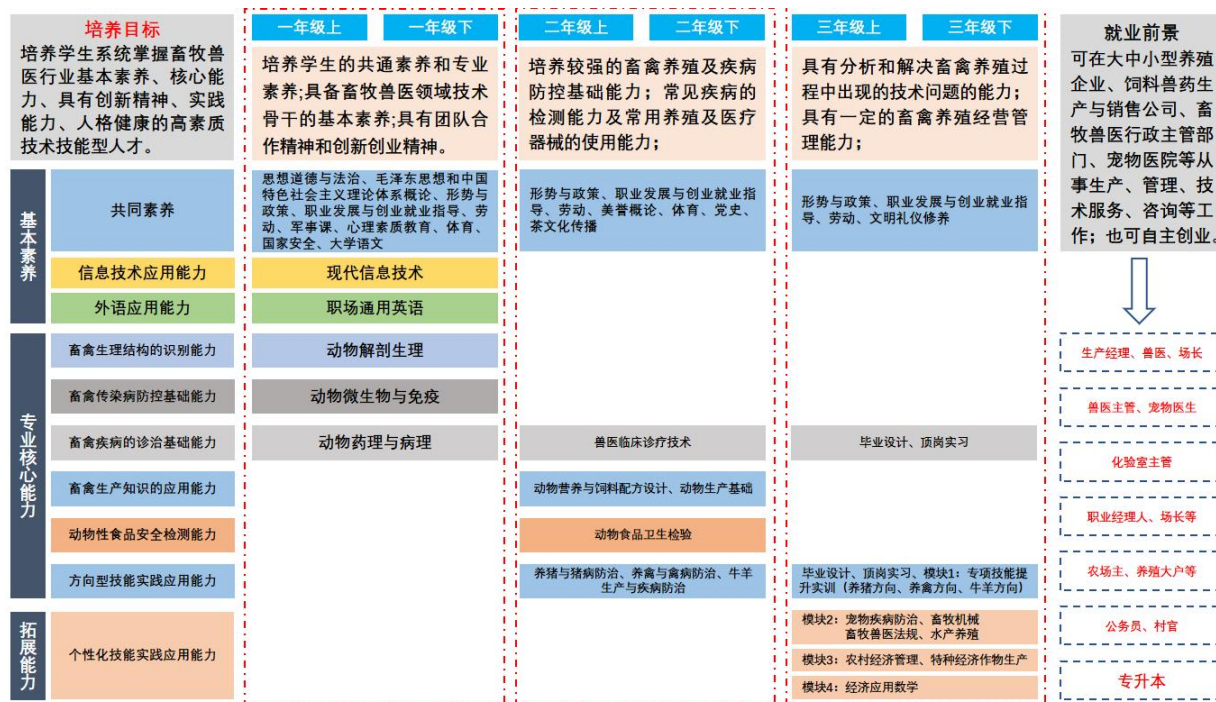 培养目标
培养学生系统掌握畜牧兽
医行业基本素养、核心能
力、具有创新精神、实践
能力、人格健康的高素质
技术技能型人才。
一年级上
一年级下
二年级上
二年级下
三年级上
三年级下
培养学生的共通素养和专业
素养;具备畜牧兽医领域技术
骨干的基本素养;具有团队合
作精神和创新创业精神。
培养较强的畜禽养殖及疾病
防控基础能力；常见疾病的
检测能力及常用养殖及医疗
器械的使用能力；
具有分析和解决畜禽养殖过
程中出现的技术问题的能力；
具有一定的畜禽养殖经营管
理能力；
就业前景
可在大中小型养殖
企业、饲料兽药生
产与销售公司、畜
牧兽医行政主管部
门、宠物医院等从
事生产、管理、技
术服务、咨询等工
作；也可自主创业。
基本素养
共同素养
思想道德与法治、毛泽东思想和中国
特色社会主义理论体系概论、形势与
政策、职业发展与创业就业指导、劳
动、军事课、心理素质教育、体育、
国家安全、大学语文
形势与政策、职业发展与创业就业指
导、劳动、美誉概论、体育、党史、
茶文化传播
形势与政策、职业发展与创业就业指
导、劳动、文明礼仪修养
信息技术应用能力
现代信息技术
外语应用能力
职场通用英语
专业核心能力
畜禽生理结构的识别能力
动物解剖生理
生产经理、兽医、场长
畜禽传染病防控基础能力
动物微生物与免疫
兽医主管、宠物医生
畜禽疾病的诊治基础能力
动物药理与病理
兽医临床诊疗技术
毕业设计、顶岗实习
化验室主管
畜禽生产知识的应用能力
动物营养与饲料配方设计、动物生产基础
职业经理人、场长等
动物性食品安全检测能力
动物食品卫生检验
方向型技能实践应用能力
养猪与猪病防治、养禽与禽病防治、牛羊
生产与疾病防治
毕业设计、顶岗实习、模块1：专项技能提
升实训（养猪方向、养禽方向、牛羊方向）
农场主、养殖大户等
拓展能力
个性化技能实践应用能力
模块2：宠物疾病防治、畜牧机械
畜牧兽医法规、水产养殖
模块3：农村经济管理、特种经济作物生产
模块4：经济应用数学
公务员、村官
专升本